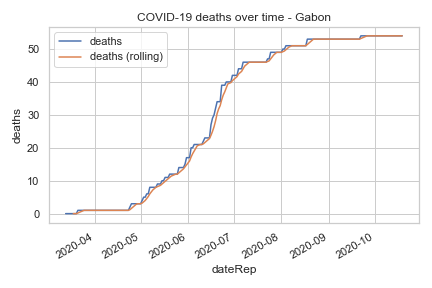 COVID-19 deaths over time - Gabon
deaths
deaths (rolling)
50
40
30
20
10
0
deaths
2020-04
2020-05
2020-06
2020-07
2020-08
2020-09
2020-10
dateRep